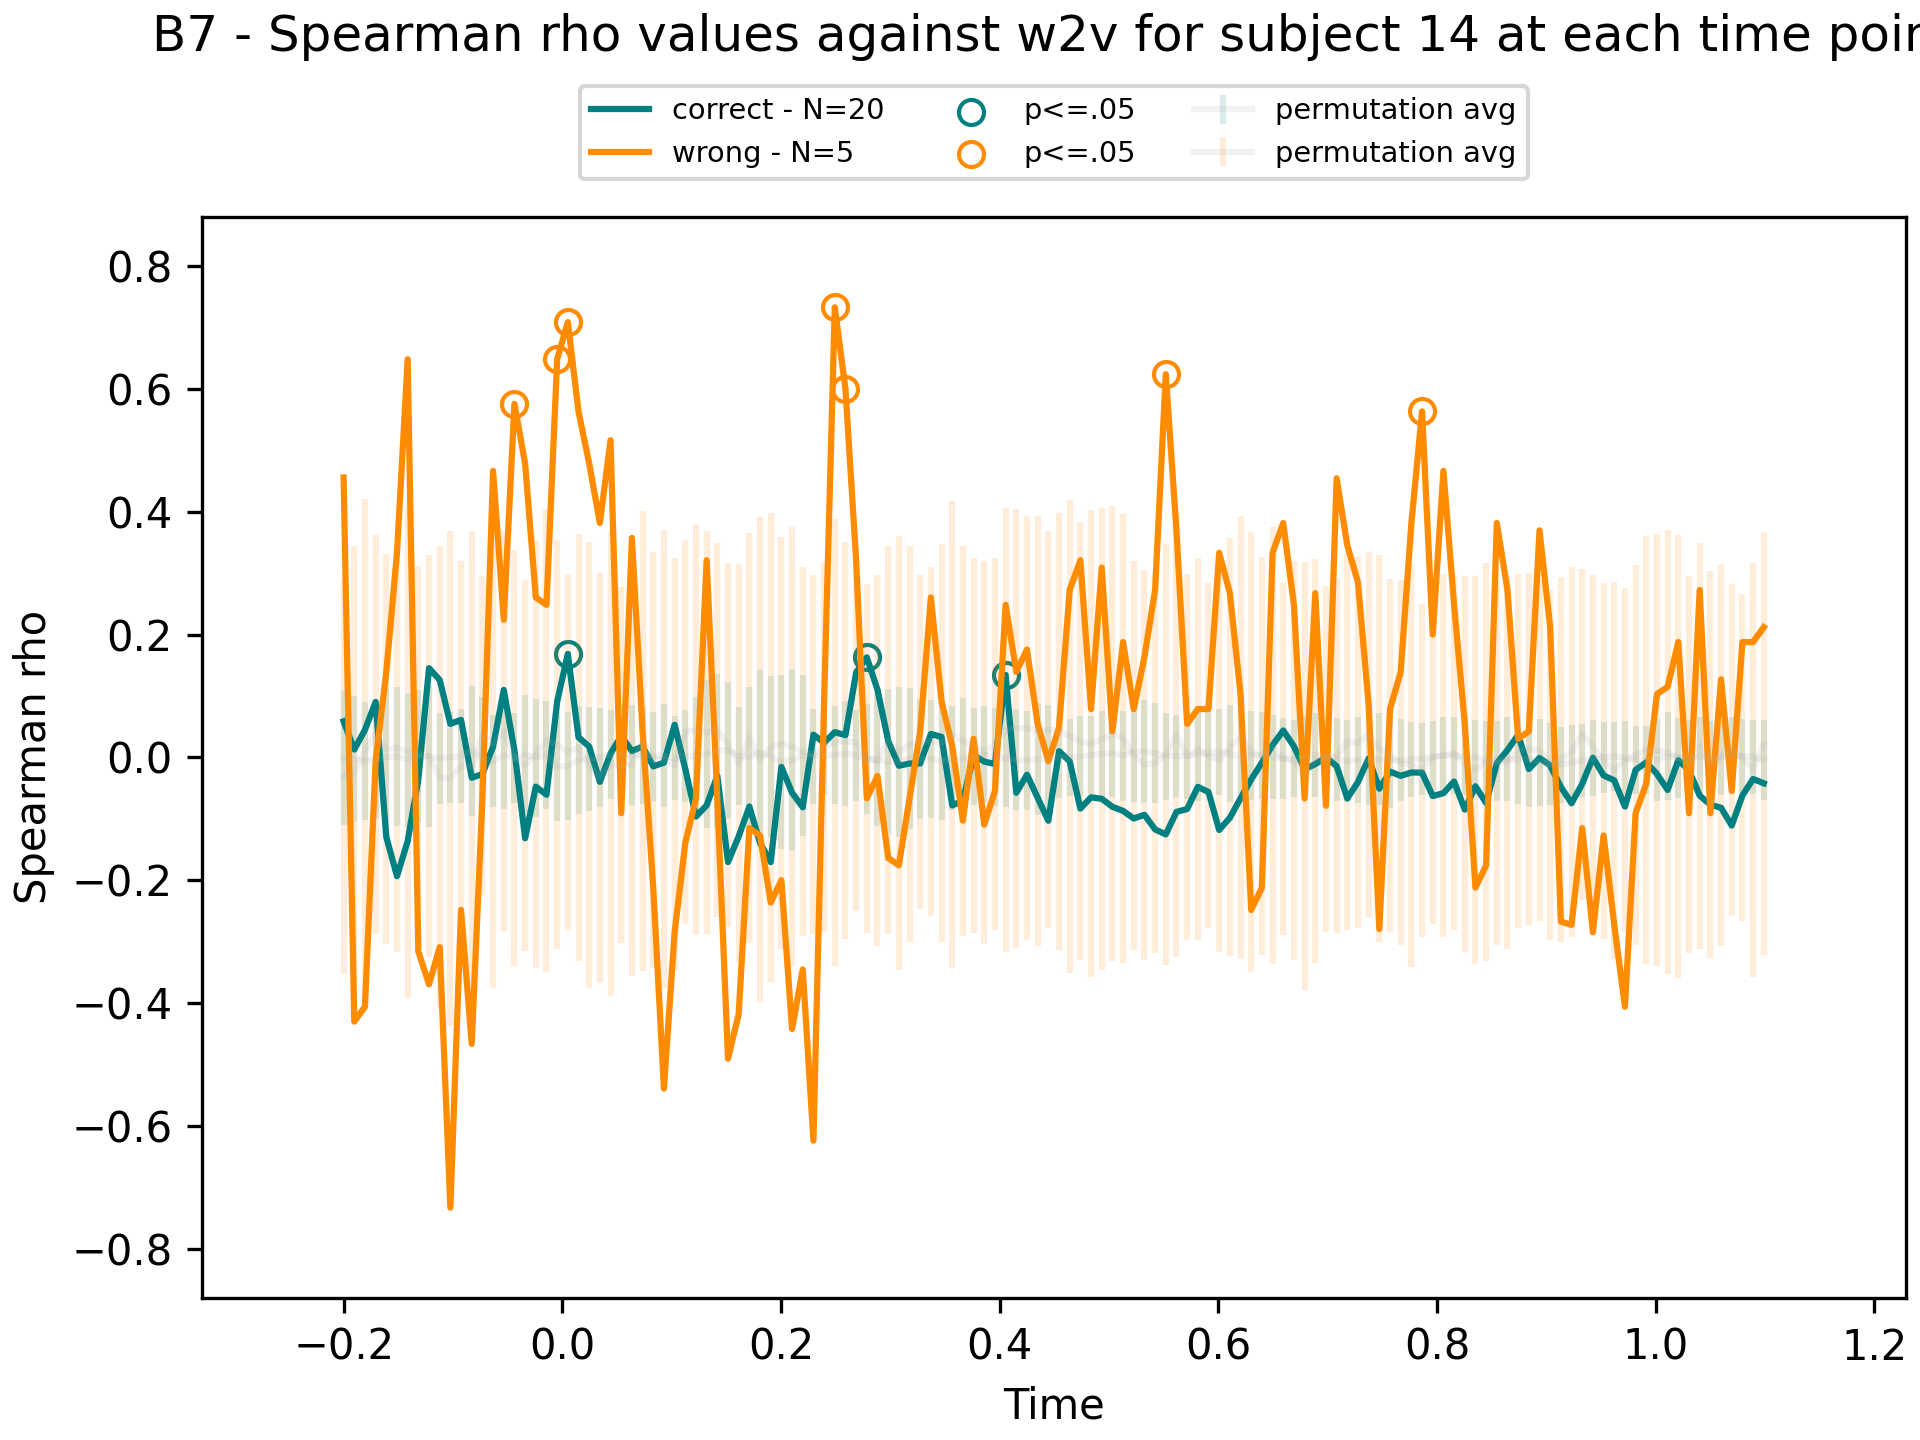 B7 - Spearman rho values against w2v for subject 14 at each time poin
correct - N=20 p<=.05 permutation avg
wrong - N=5 p<=.05 permutation avg
0.8
0.6
0.4
0.2
0.0
−0.2
−0.4
−0.6
−0.8
Spearman rho
−0.2 0.0 0.2 0.4 0.6 0.8 1.0 1.2
Time